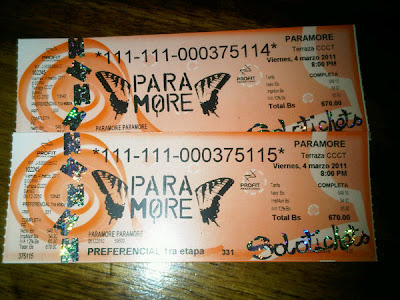 *111-111-000375114*
PARAMORE
Terraza CCCT
Viernes, 4 marzo 2011
8:00 PM
PARA
MORE
PROFIT
COMPLETA
Total Bs 670.00
PARAMORE PARAMORE
Solotickets
*111-111-000375115*
PARAMORE
Terraza CCCT
Viernes, 4 marzo 2011
8:00 PM
PARA
MORE
PROFIT
COMPLETA
Total Bs 670.00
PARAMORE PARAMORE
PREFERENCIAL 1ra etapa 331
Solotickets
375115